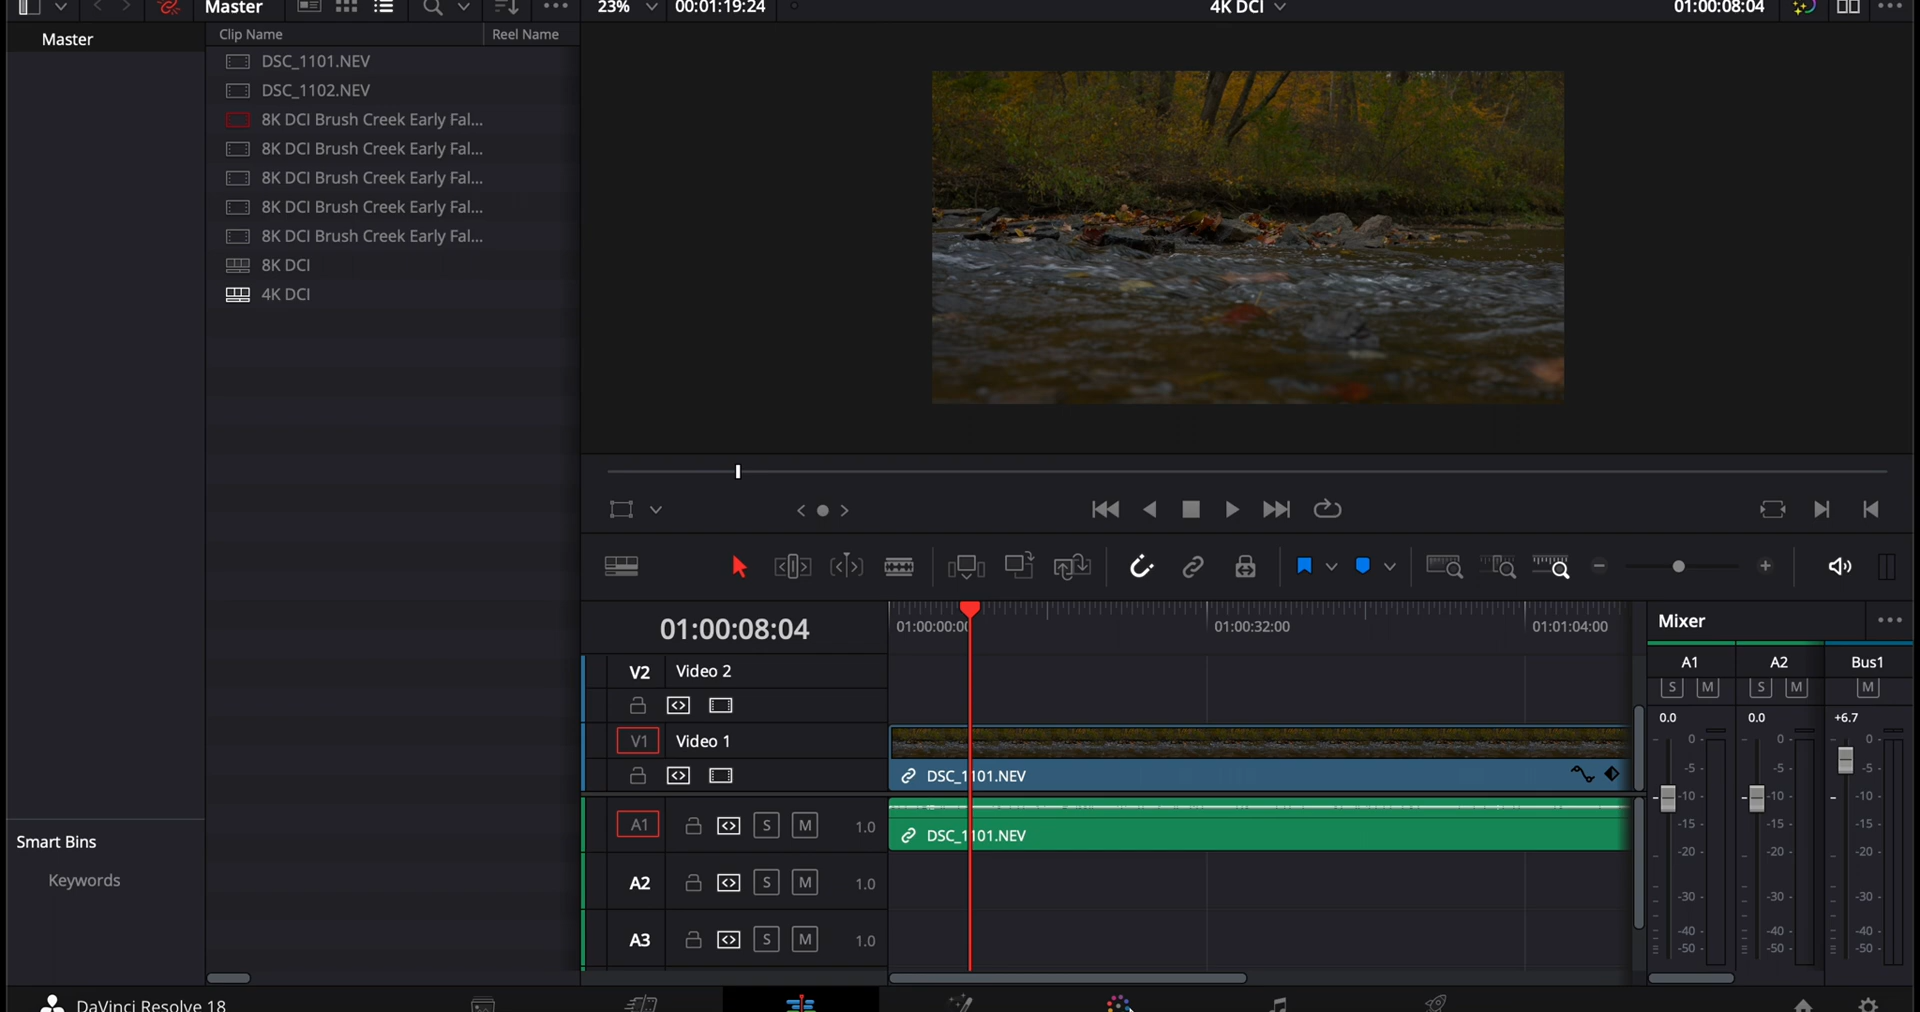 Master
23%
00:01:19:24
4K DCI
01:00:08:04
Master
Clip Name
Reel Name
DSC_1101.NEV
DSC_1102.NEV
8K DCI Brush Creek Early Fal...
8K DCI Brush Creek Early Fal...
8K DCI Brush Creek Early Fal...
8K DCI Brush Creek Early Fal...
8K DCI Brush Creek Early Fal...
8K DCI
4K DCI
Smart Bins
Keywords
01:00:08:04
01:00:00:00
01:00:32:00
01:01:04:00
V2 Video 2
V1 Video 1
DSC_1101.NEV
A1 S M 1.0
DSC_1101.NEV
A2 S M 1.0
A3 S M 1.0
Mixer
A1 A2 Bus1
S M S M M
0.0 0.0 +6.7
0 0 0
-5 -5 -5
-10 -10 -10
-15 -15 -15
-20 -20 -20
-30 -30 -30
-40 -40 -40
-50 -50 -50
DaVinci Resolve 18